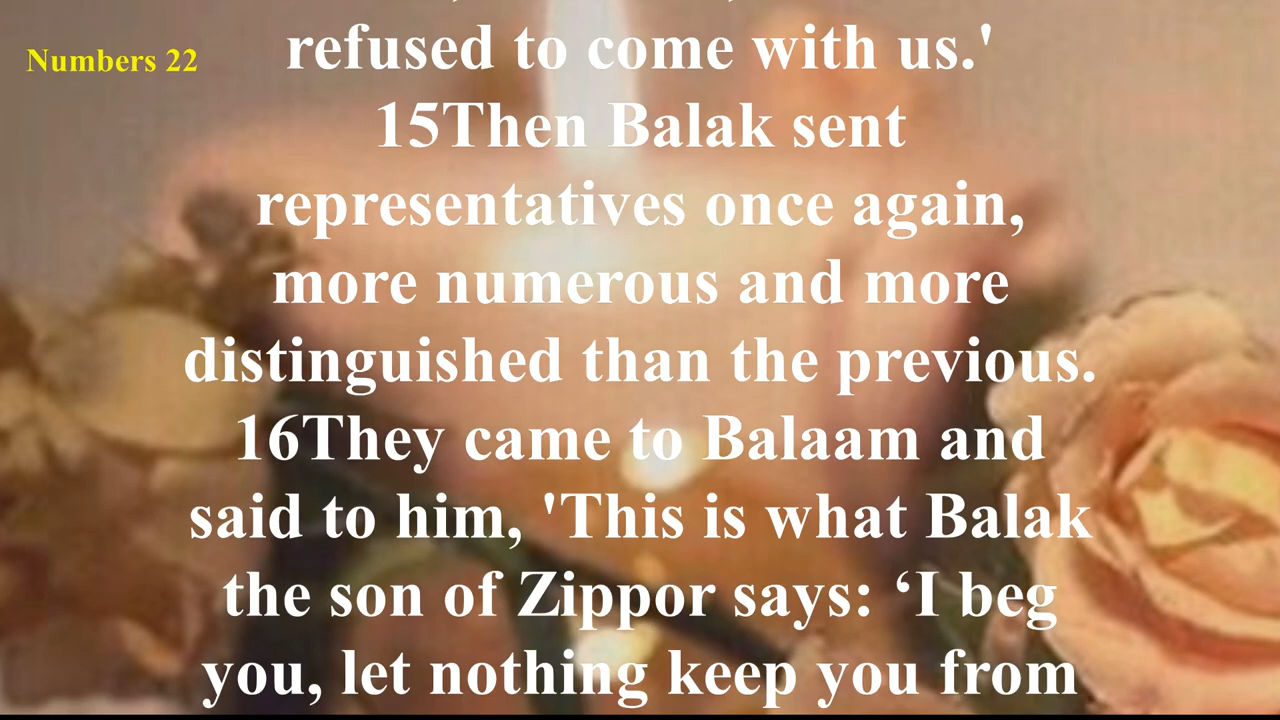 Numbers 22
refused to come with us.'
15Then Balak sent
representatives once again,
more numerous and more
distinguished than the previous.
16They came to Balaam and
said to him, 'This is what Balak
the son of Zippor says: ‘I beg
you, let nothing keep you from